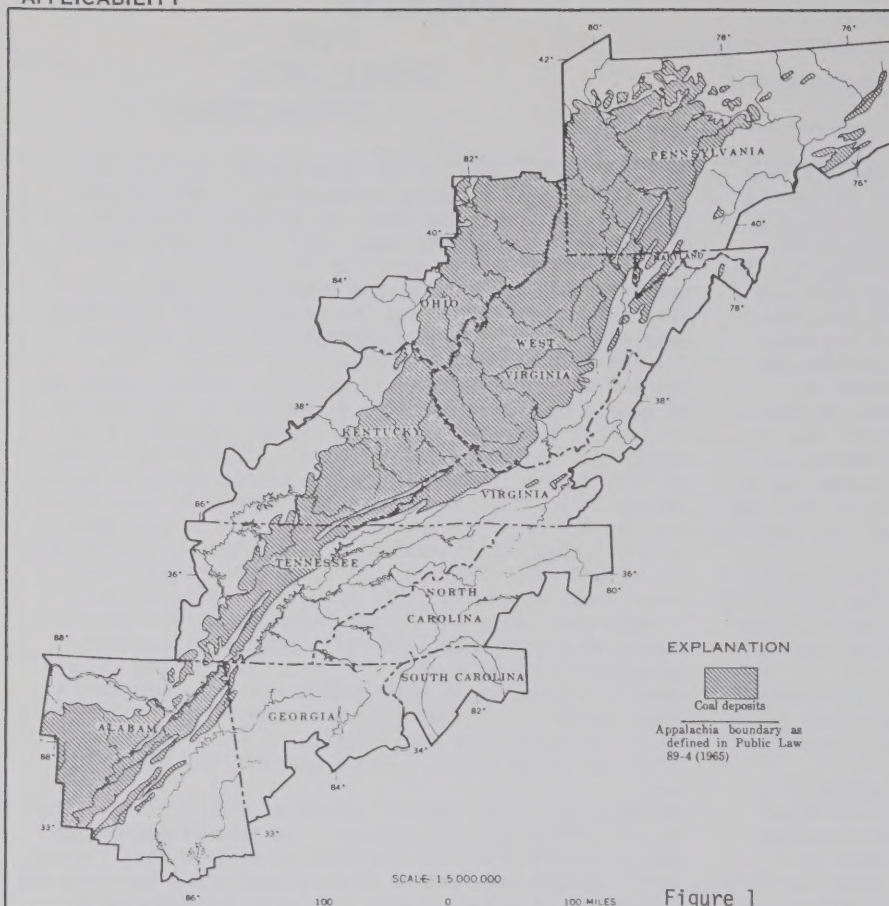 APPLICABILITY
80°
78°
76°
42°
PENNSYLVANIA
82°
76°
40°
40°
MARYLAND
84°
78°
OHIO
WEST
VIRGINIA
38°
38°
KENTUCKY
VIRGINIA
86°
TENNESSEE
36°
36°
80°
NORTH
CAROLINA
88°
EXPLANATION
SOUTH CAROLINA
Coal deposits
82°
GEORGIA
ALABAMA
Appalachia boundary as
defined in Public Law
89-4 (1965)
88°
34°
84°
33°
33°
SCALE 1:5 000 000
86°
100 0 100 MILES
Figure 1